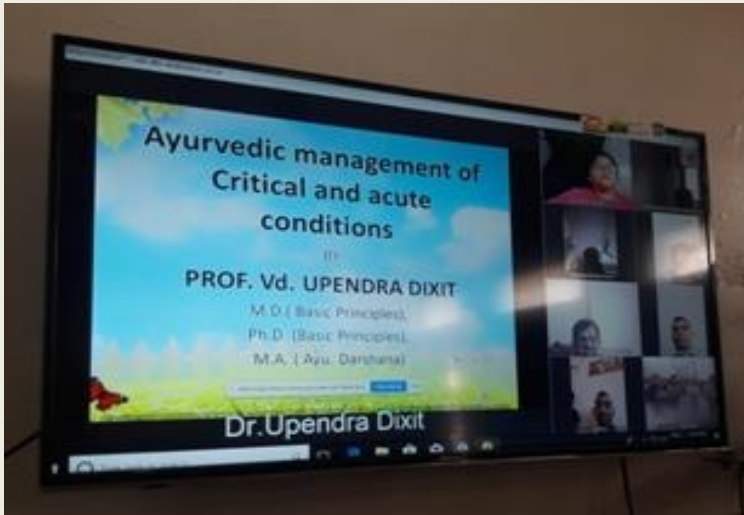 Ayurvedic management of
Critical and acute
conditions
BY
PROF. Vd. UPENDRA DIXIT
M.D.( Basic Principles),
Ph.D. (Basic Principles),
M.A. ( Ayu. Darshana)
Dr.Upendra Dixit